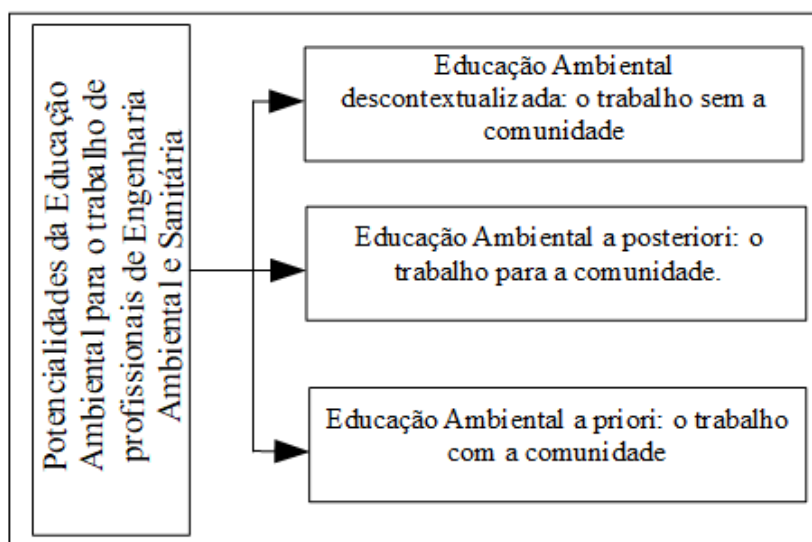 Potencialidades da Educação
Ambiental para o trabalho de
profissionais de Engenharia
Ambiental e Sanitária
Educação Ambiental
descontextualizada: o trabalho sem a
comunidade
Educação Ambiental a posteriori: o
trabalho para a comunidade.
Educação Ambiental a priori: o trabalho
com a comunidade